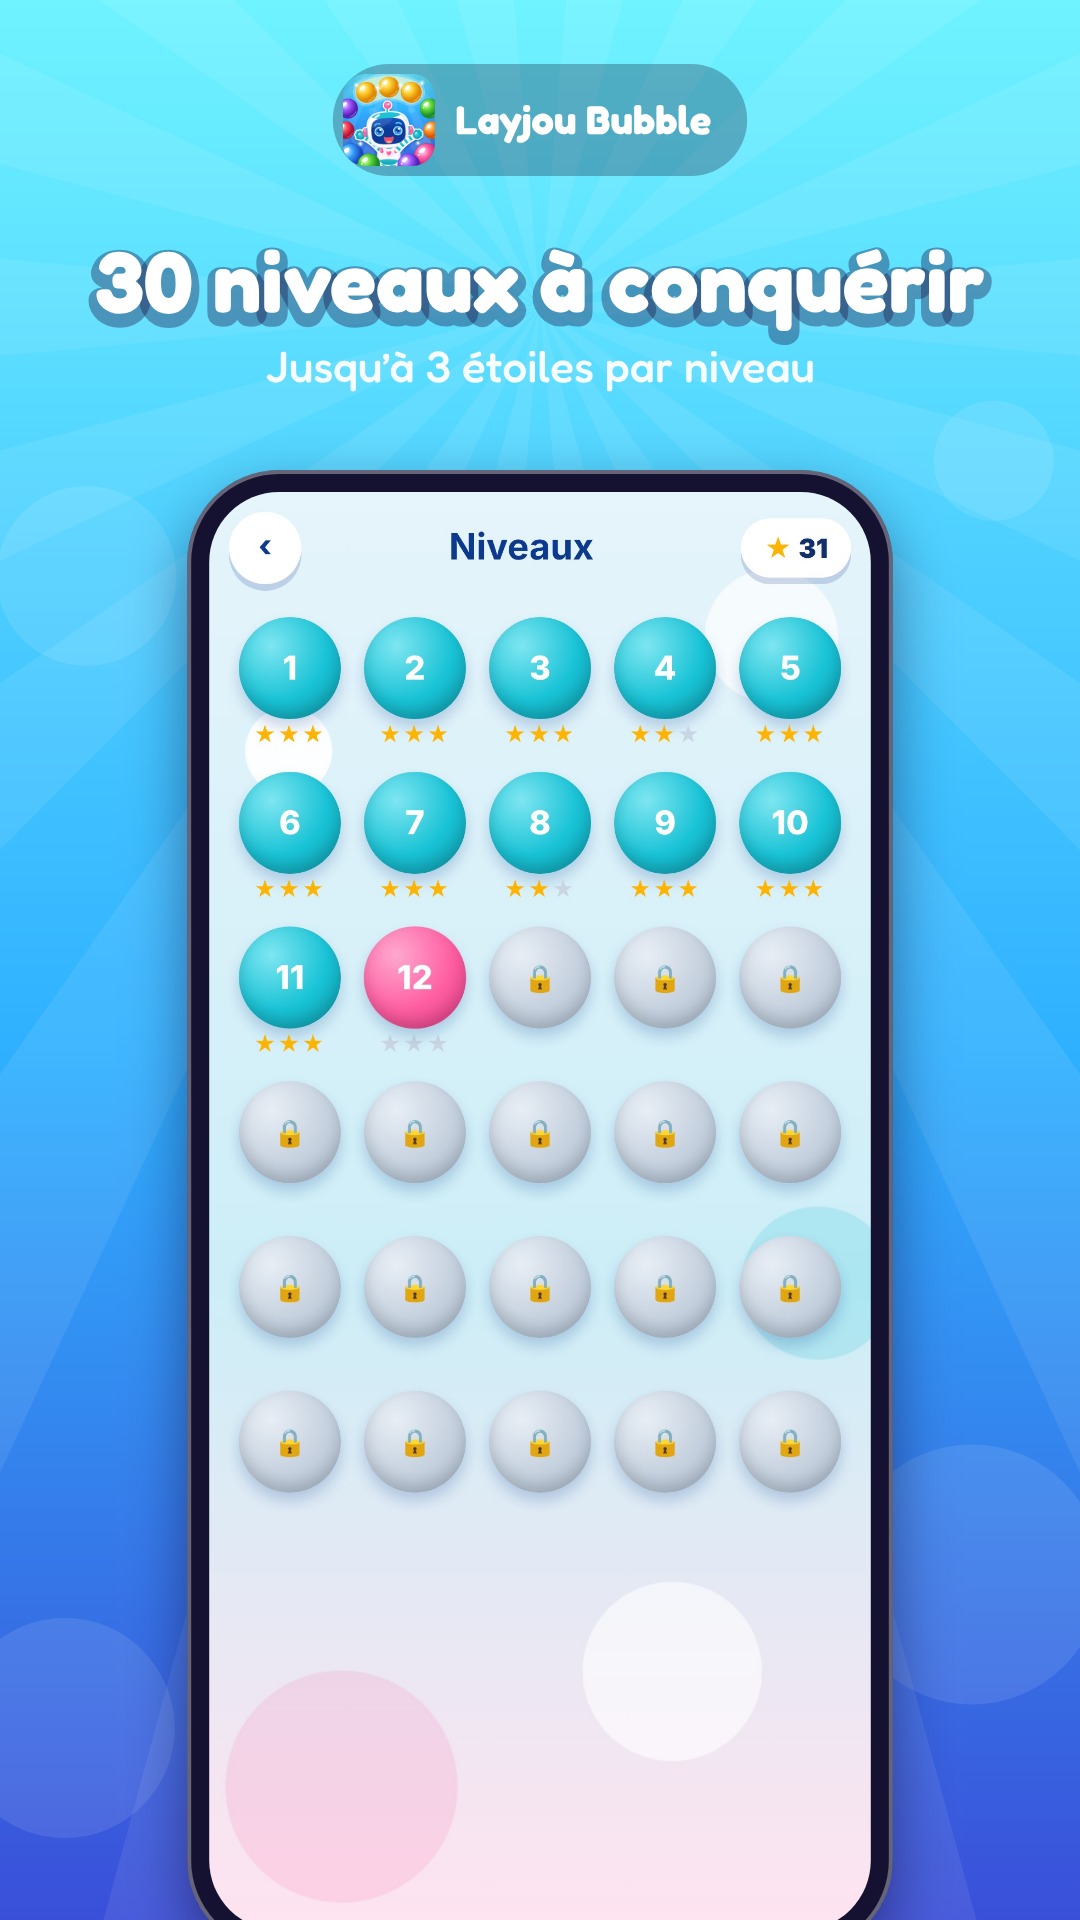 Layjou Bubble
30 niveaux à conquérir
Jusqu’à 3 étoiles par niveau
‹ Niveaux ★ 31
1 2 3 4 5
★★★ ★★★ ★★★ ★★★ ★★★
6 7 8 9 10
★★★ ★★★ ★★★ ★★★ ★★★
11 12
★★★ ★★★